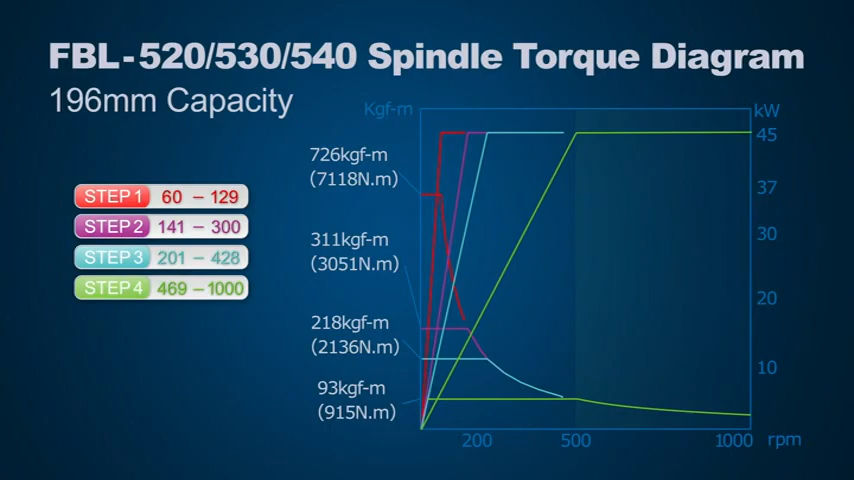 FBL-520/530/540 Spindle Torque Diagram
196mm Capacity
Kgf-m
kW
726kgf-m
(7118N.m)
311kgf-m
(3051N.m)
218kgf-m
(2136N.m)
93kgf-m
(915N.m)
STEP 1 60 – 129
STEP 2 141 – 300
STEP 3 201 – 428
STEP 4 469 – 1000
45
37
30
20
10
200 500 1000 rpm